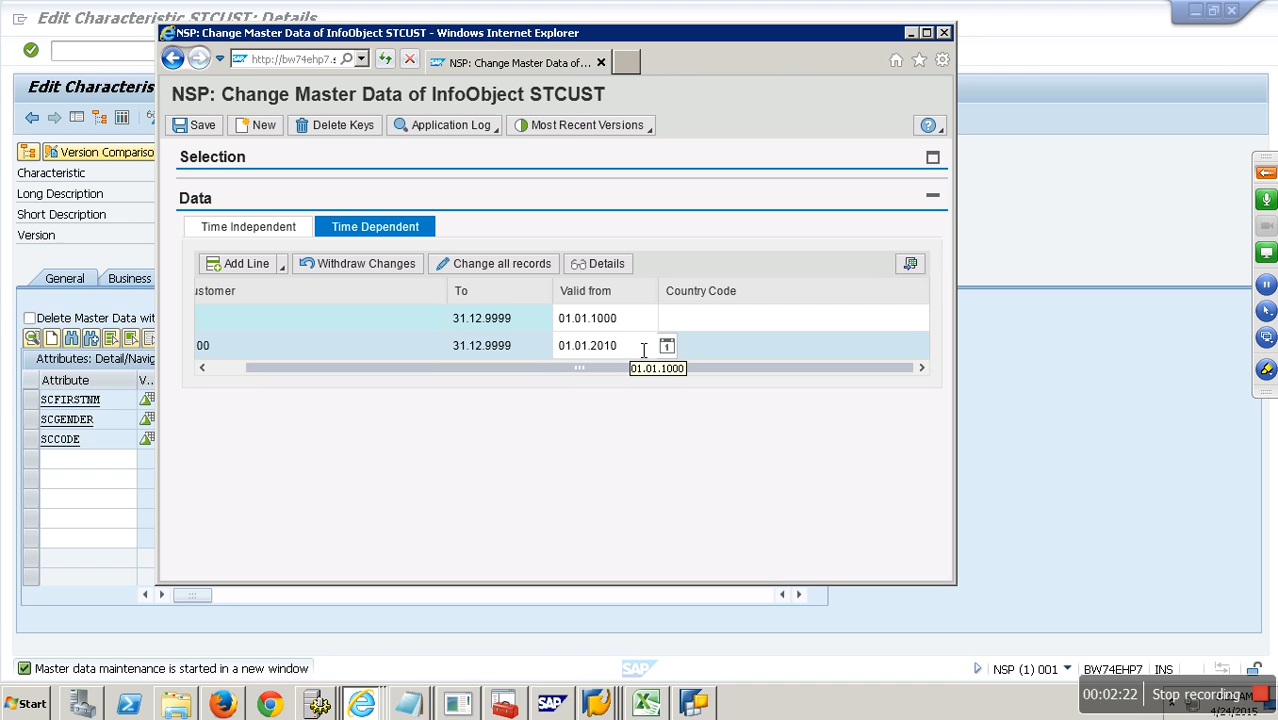 Edit Characteristic STCUST: Details
NSP: Change Master Data of InfoObject STCUST - Windows Internet Explorer
http://bw74ehp7.
NSP: Change Master Data of...
Edit Characteris
NSP: Change Master Data of InfoObject STCUST
Save
New
Delete Keys
Application Log
Most Recent Versions
Version Compariso
Selection
Characteristic
Long Description
Data
Short Description
Time Independent
Time Dependent
Version
Add Line
Withdraw Changes
Change all records
Details
General
Business
ustomer
To
Valid from
Country Code
Delete Master Data wit
31.12.9999
01.01.1000
00
31.12.9999
01.01.2010
1
01.01.1000
Attributes: Detail/Navig
Attribute
V...
SCFIRSTNM
SCGENDER
SCCODE
Master data maintenance is started in a new window
SAP
NSP (1) 001
BW74EHP7
INS
Start
SAP
00:02:22
Stop recording
AM
4/24/2015